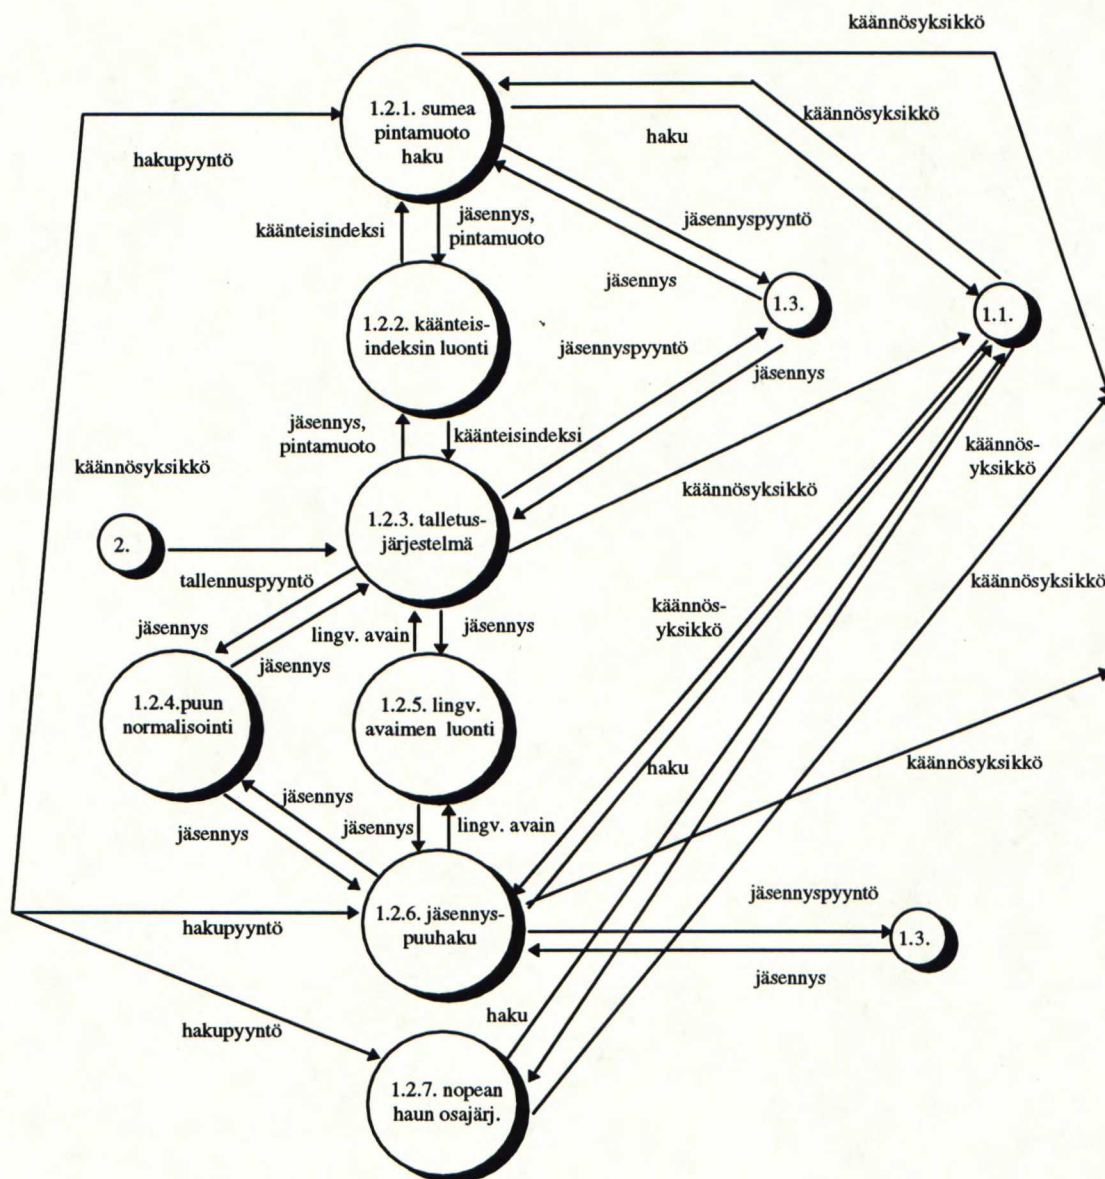 käännösyksikkö
1.2.1. sumea
pintamuoto
haku
käännösyksikkö
haku
hakupyyntö
käänteisindeksi
jäsennys,
pintamuoto
jäsennyspyyntö
jäsennys
1.3.
1.1.
1.2.2. käänteis-
indeksin luonti
jäsennyspyyntö
jäsennys
jäsennys,
pintamuoto
käänteisindeksi
käännös-
yksikkö
käännösyksikkö
käännösyksikkö
2.
1.2.3. talletus-
järjestelmä
tallennuspyyntö
käännös-
yksikkö
käännösyksikkö
jäsennys
lingv. avain
jäsennys
jäsennys
1.2.4.puun
normalisointi
1.2.5. lingv.
avaimen luonti
haku
käännösyksikkö
jäsennys
jäsennys
jäsennys
lingv. avain
jäsennyspyyntö
hakupyyntö
1.2.6. jäsennys-
puuhaku
1.3.
jäsennys
haku
hakupyyntö
1.2.7. nopean
haun osajärj.